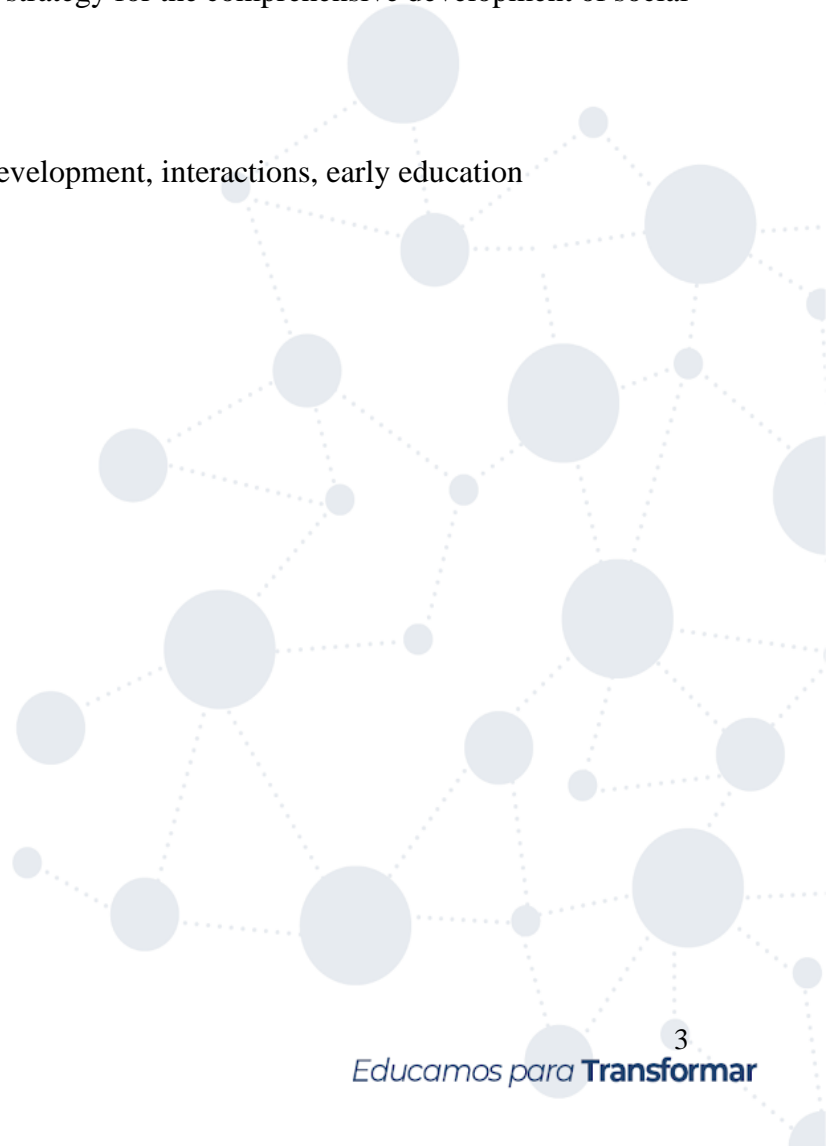 strategy for the comprehensive development of social
evelopment, interactions, early education
3
Educamos para Transformar